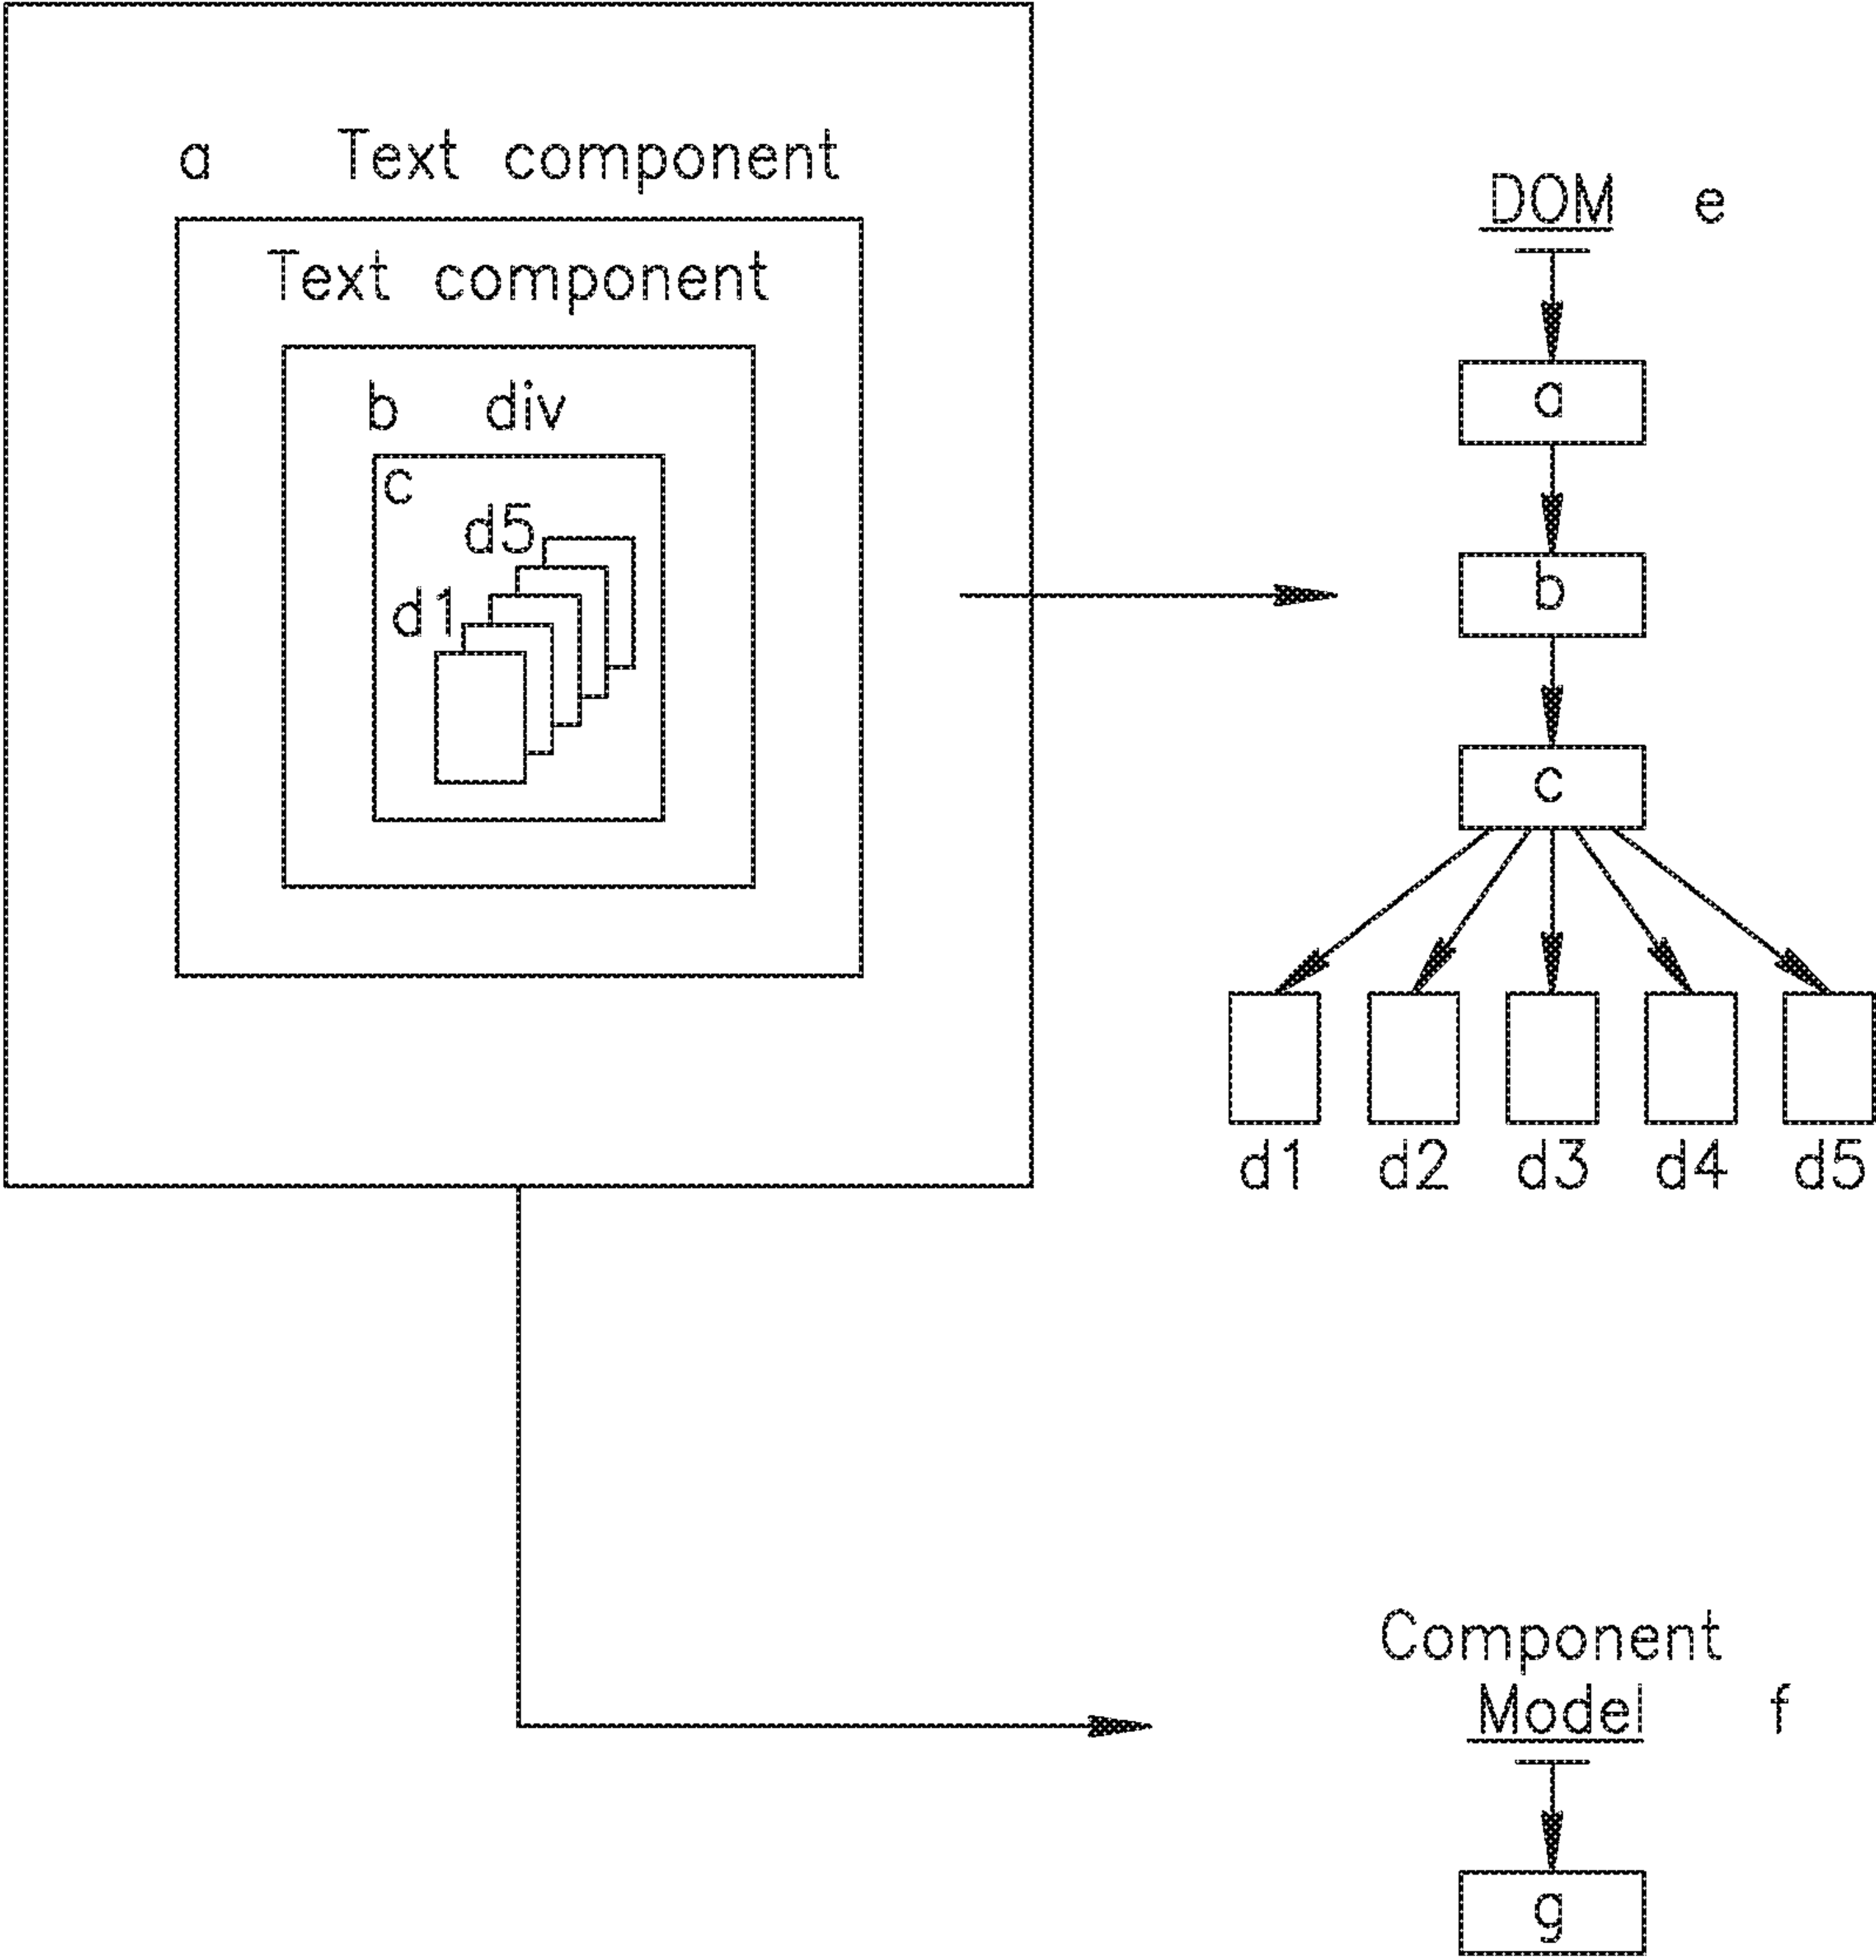 a Text component
Text component
b div
c
d5
d1
DOM e
a
b
c
d1 d2 d3 d4 d5
Component
Model f
g